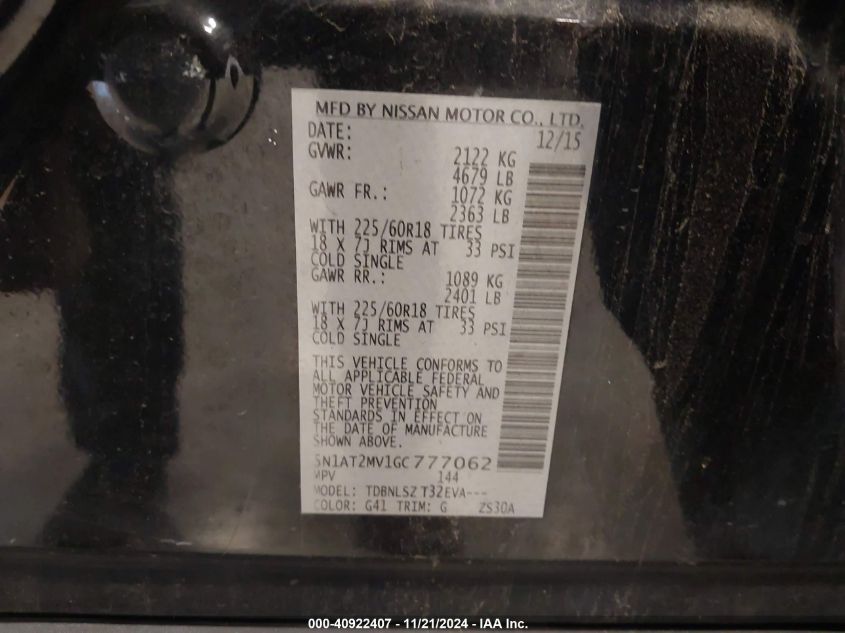 MFD BY NISSAN MOTOR CO., LTD.
DATE: 12/15
GVWR: 2122 KG
4679 LB
GAWR FR.: 1072 KG
2363 LB
WITH 225/60R18 TIRES
18 X 7J RIMS AT 33 PSI
COLD SINGLE
GAWR RR.: 1089 KG
2401 LB
WITH 225/60R18 TIRES
18 X 7J RIMS AT 33 PSI
COLD SINGLE
THIS VEHICLE CONFORMS TO
ALL APPLICABLE FEDERAL
MOTOR VEHICLE SAFETY AND
THEFT PREVENTION
STANDARDS IN EFFECT ON
THE DATE OF MANUFACTURE
SHOWN ABOVE.
5N1AT2MV1GC777062
MPV 144
MODEL: TDBNLSZ T32EVA---
COLOR: G41 TRIM: G ZS30A
000-40922407 - 11/21/2024 - IAA Inc.